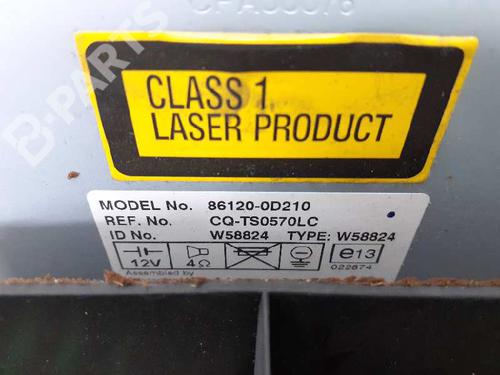 B-PARTS
CLASS 1
LASER PRODUCT
MODEL No. 86120-0D210
REF. No. CQ-TS0570LC
ID No. W58824 TYPE: W58824
12V 4Ω e13
022674
Assembled by